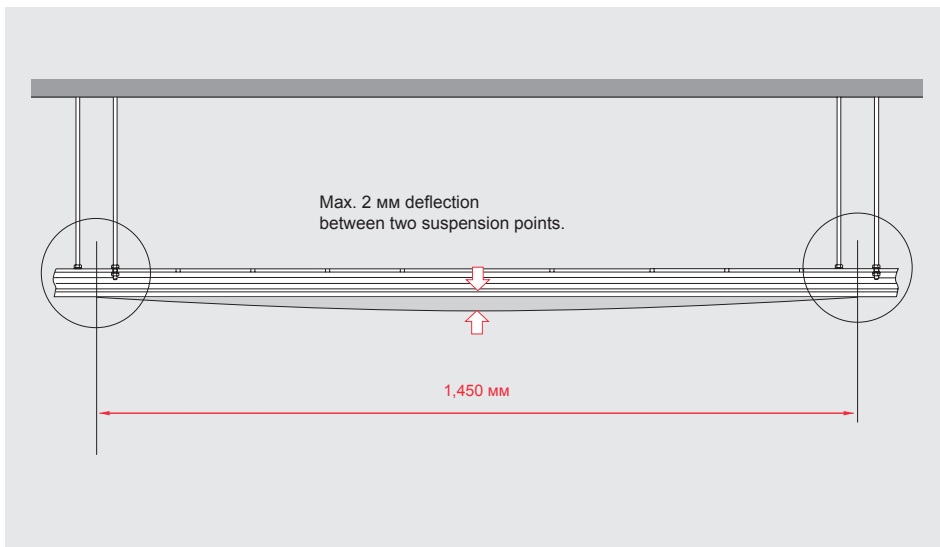 Max. 2 мм deflection
between two suspension points.
1,450 мм